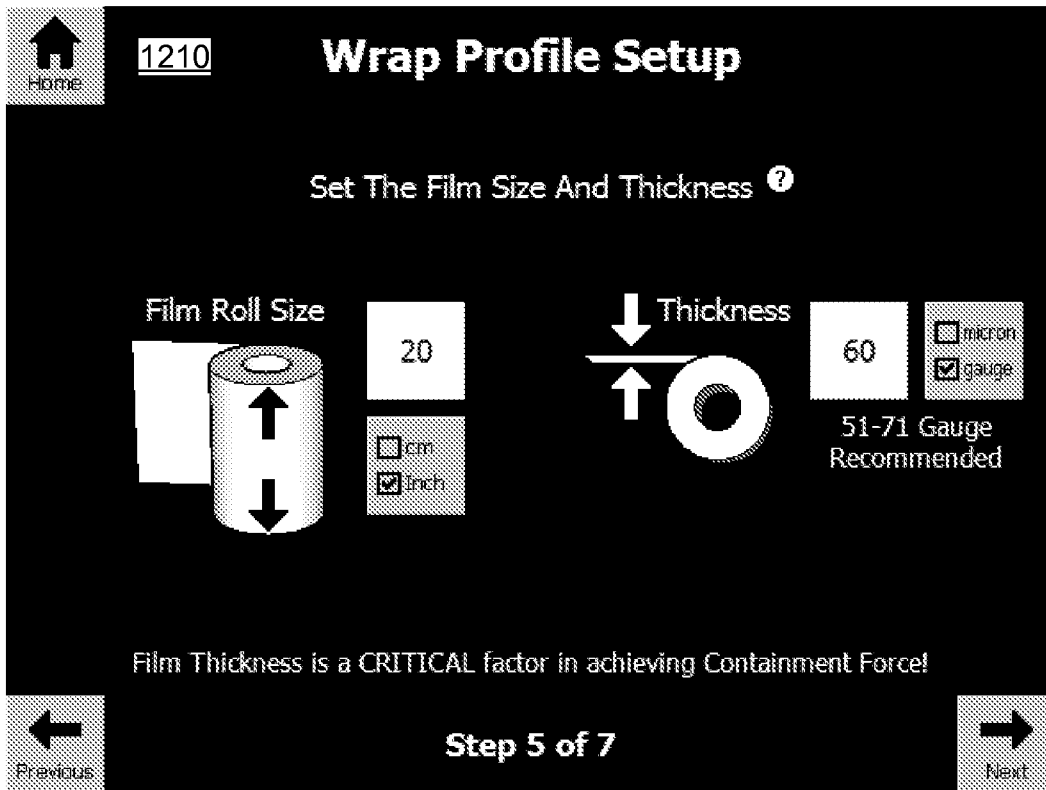 Home
1210
Wrap Profile Setup
Set The Film Size And Thickness ?
Film Roll Size
20
cm
Inch
Thickness
60
micron
gauge
51-71 Gauge
Recommended
Film Thickness is a CRITICAL factor in achieving Containment Force!
Previous
Step 5 of 7
Next